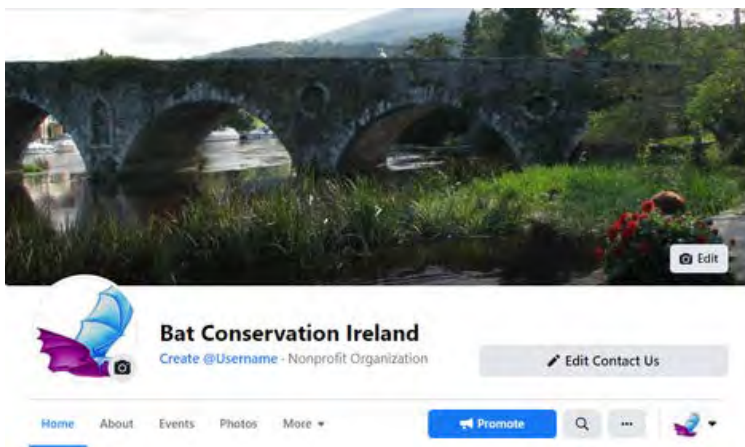 Edit
Bat Conservation Ireland
Create @Username - Nonprofit Organization
Edit Contact Us
Home About Events Photos More
Promote